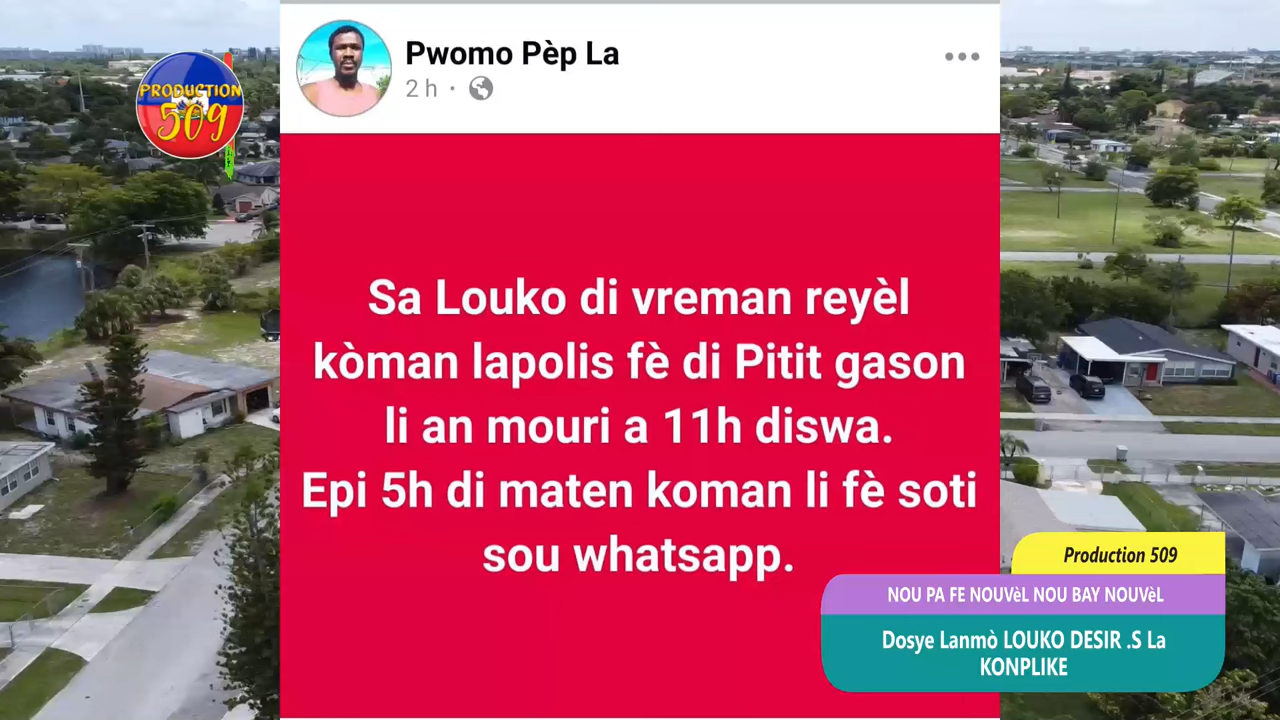 PRODUCTION
509
Pwomo Pèp La
2 h ·
Sa Louko di vreman reyèl
kòman lapolis fè di Pitit gason
li an mouri a 11h diswa.
Epi 5h di maten koman li fè soti
sou whatsapp.
Production 509
NOU PA FE NOUVèL NOU BAY NOUVèL
Dosye Lanmò LOUKO DESIR .S La
KONPLIKE